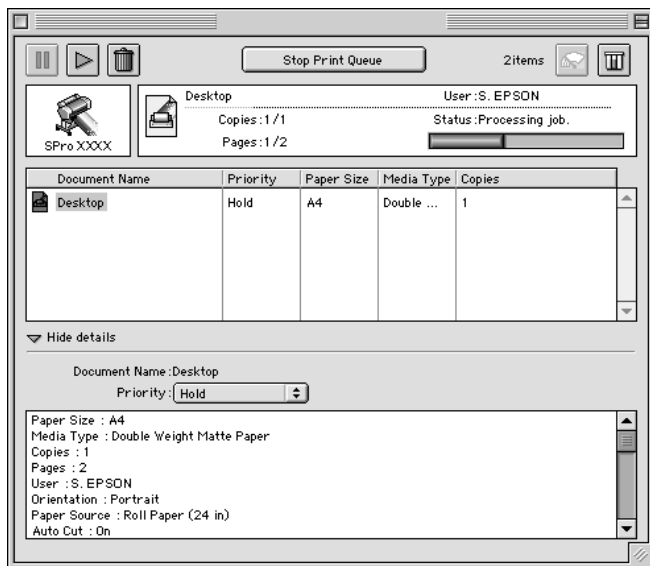 Stop Print Queue
2items
SPro XXXX
Desktop
User:S. EPSON
Copies:1/1
Status:Processing job.
Pages:1/2
Document Name
Priority
Paper Size
Media Type
Copies
Desktop
Hold
A4
Double ...
1
Hide details
Document Name:Desktop
Priority: Hold
Paper Size : A4
Media Type : Double Weight Matte Paper
Copies : 1
Pages : 2
User : S. EPSON
Orientation : Portrait
Paper Source : Roll Paper (24 in)
Auto Cut : On